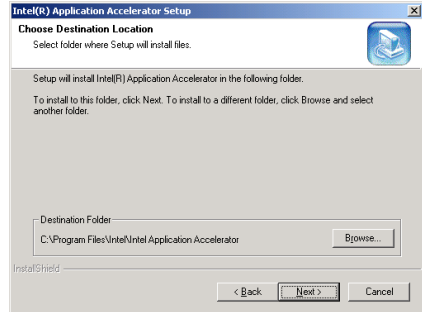 Intel(R) Application Accelerator Setup
Choose Destination Location
Select folder where Setup will install files.
Setup will install Intel(R) Application Accelerator in the following folder.
To install to this folder, click Next. To install to a different folder, click Browse and select
another folder.
Destination Folder
C:\Program Files\Intel\Intel Application Accelerator
Browse...
InstallShield
< Back
Next >
Cancel